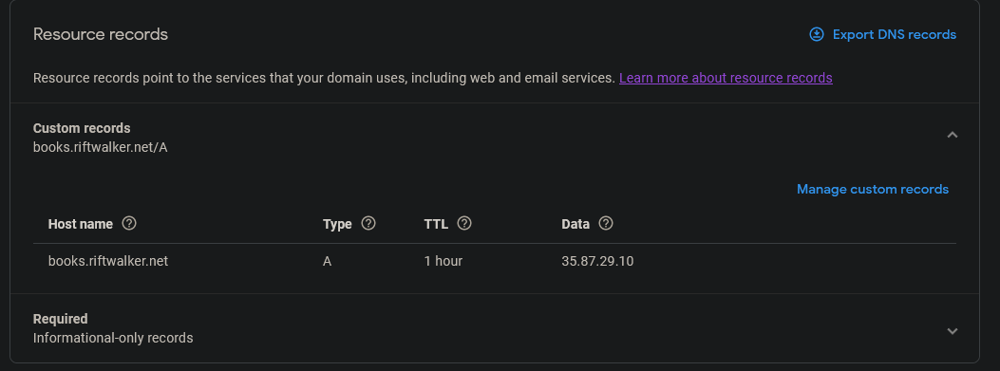 Resource records
Export DNS records
Resource records point to the services that your domain uses, including web and email services. Learn more about resource records
Custom records
books.riftwalker.net/A
Manage custom records
Host name Type TTL Data
books.riftwalker.net A 1 hour 35.87.29.10
Required
Informational-only records